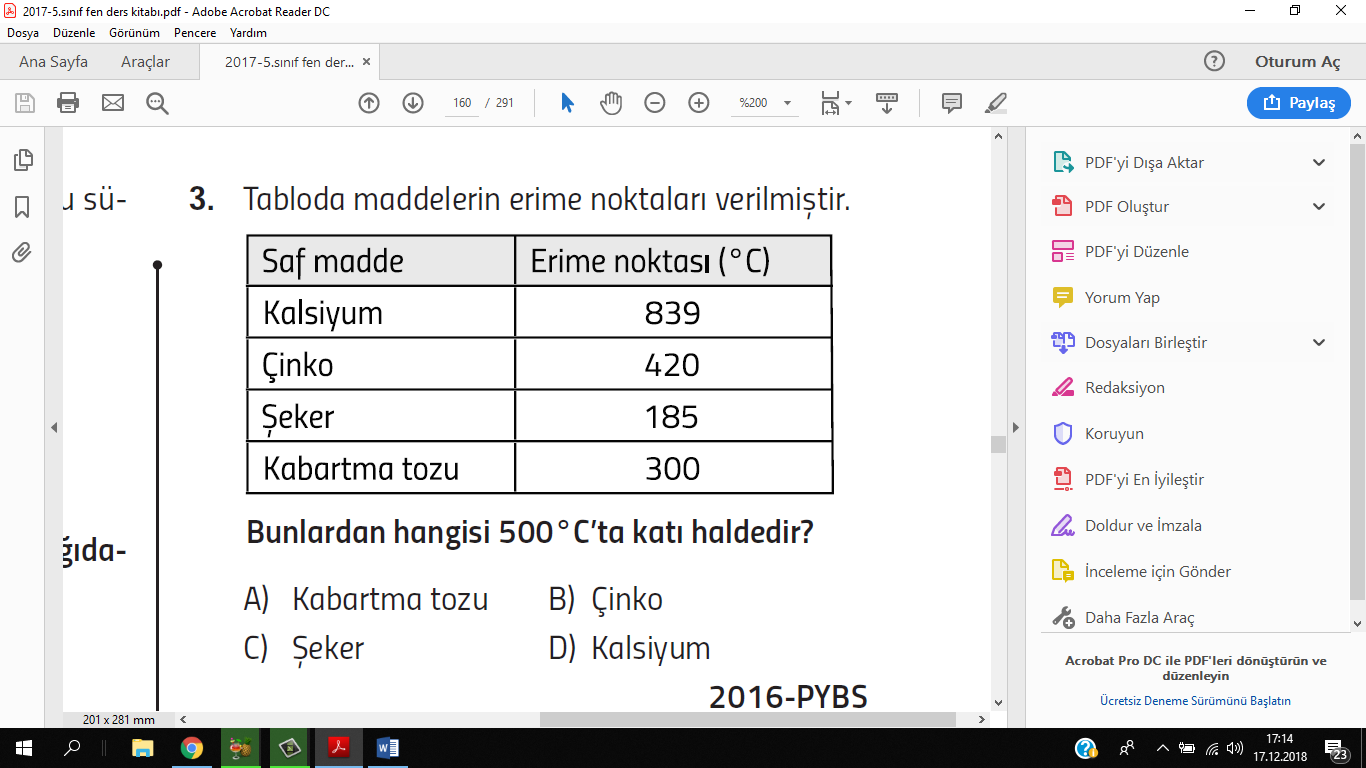 2017-5.sınıf fen ders kitabı.pdf - Adobe Acrobat Reader DC
Dosya Düzenle Görünüm Pencere Yardım
Ana Sayfa Araçlar 2017-5.sınıf fen der... × Oturum Aç
160 / 291 %200 Paylaş
u sü-
ğıda-
3. Tabloda maddelerin erime noktaları verilmiştir.
Saf madde Erime noktası (°C)
Kalsiyum 839
Çinko 420
Şeker 185
Kabartma tozu 300
Bunlardan hangisi 500°C'ta katı haldedir?
A) Kabartma tozu B) Çinko
C) Şeker D) Kalsiyum
2016-PYBS
201 x 281 mm
PDF'yi Dışa Aktar
PDF Oluştur
PDF'yi Düzenle
Yorum Yap
Dosyaları Birleştir
Redaksiyon
Koruyun
PDF'yi En İyileştir
Doldur ve İmzala
İnceleme için Gönder
Daha Fazla Araç
Acrobat Pro DC ile PDF'leri dönüştürün ve
düzenleyin
Ücretsiz Deneme Sürümünü Başlatın
17:14
17.12.2018
23